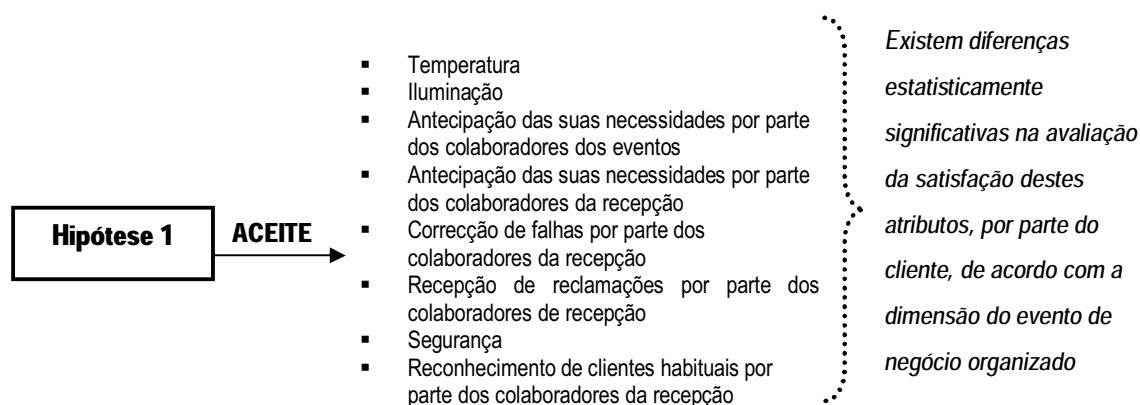 Hipótese 1
ACEITE
▪ Temperatura
▪ Iluminação
▪ Antecipação das suas necessidades por parte
dos colaboradores dos eventos
▪ Antecipação das suas necessidades por parte
dos colaboradores da recepção
▪ Correcção de falhas por parte dos
colaboradores da recepção
▪ Recepção de reclamações por parte dos
colaboradores de recepção
▪ Segurança
▪ Reconhecimento de clientes habituais por
parte dos colaboradores da recepção
Existem diferenças
estatisticamente
significativas na avaliação
da satisfação destes
atributos, por parte do
cliente, de acordo com a
dimensão do evento de
negócio organizado